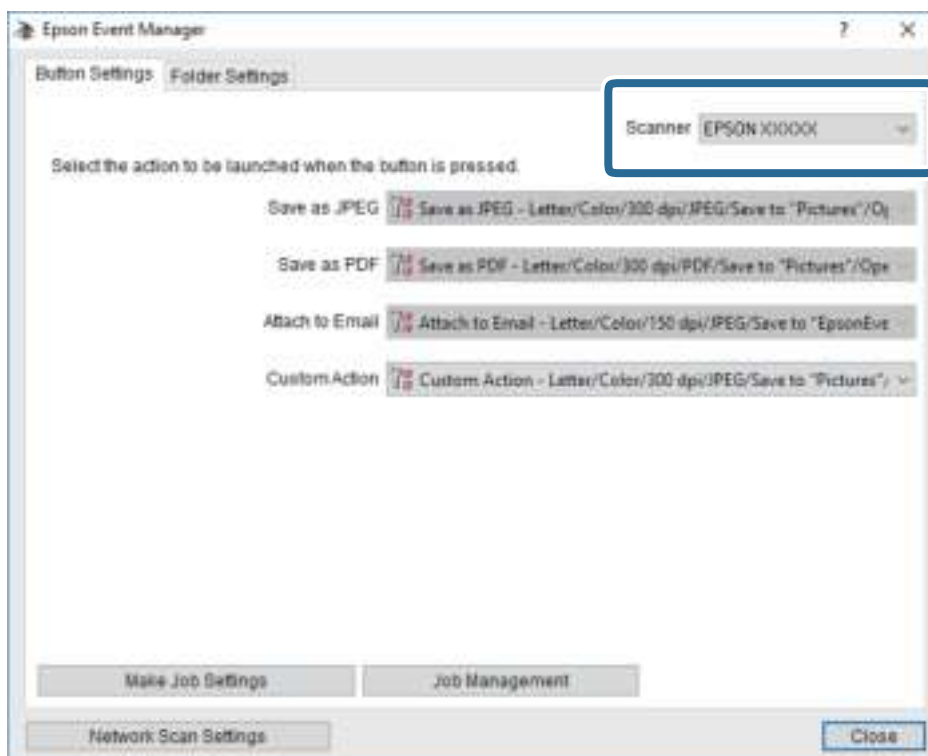 Epson Event Manager
Button Settings Folder Settings
Scanner EPSON XXXXX
Select the action to be launched when the button is pressed.
Save as JPEG Save as JPEG - Letter/Color/300 dpi/JPEG/Save to "Pictures"/Op
Save as PDF Save as PDF - Letter/Color/300 dpi/PDF/Save to "Pictures"/Ope
Attach to Email Attach to Email - Letter/Color/150 dpi/JPEG/Save to "EpsonEve
Custom Action Custom Action - Letter/Color/300 dpi/JPEG/Save to "Pictures"/
Make Job Settings Job Management
Network Scan Settings Close